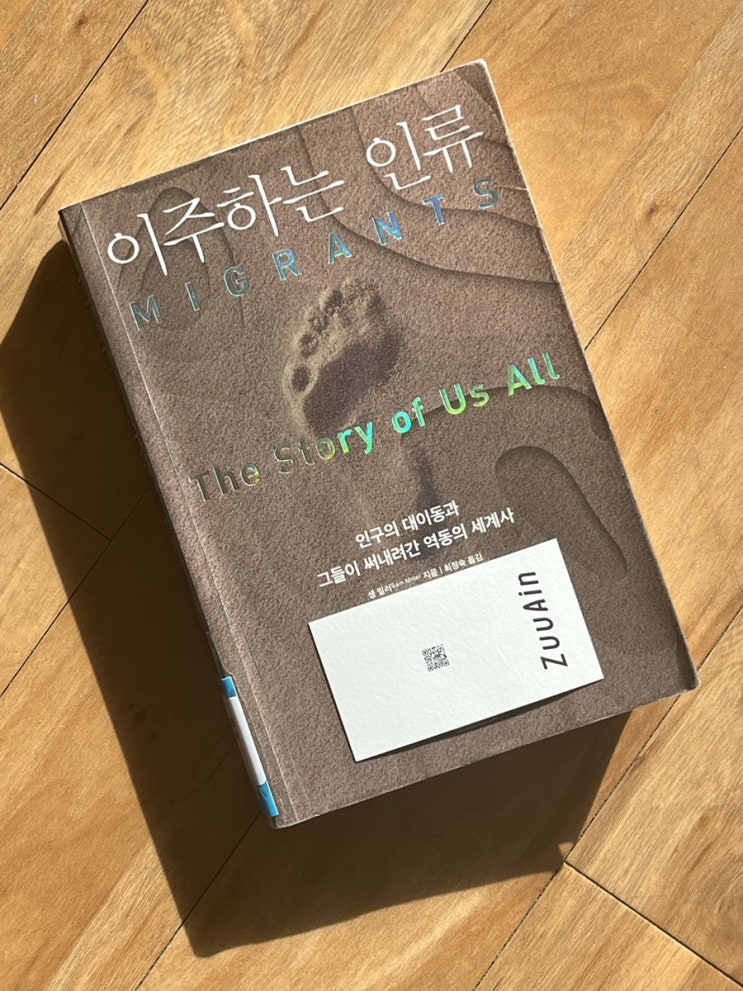 이주하는 인류
MIGRANTS
The Story of Us All
인구의 대이동과
그들이 써내려간 역동의 세계사
샘 밀러Sam Miller 지음 | 최정숙 옮김
ZUUAin